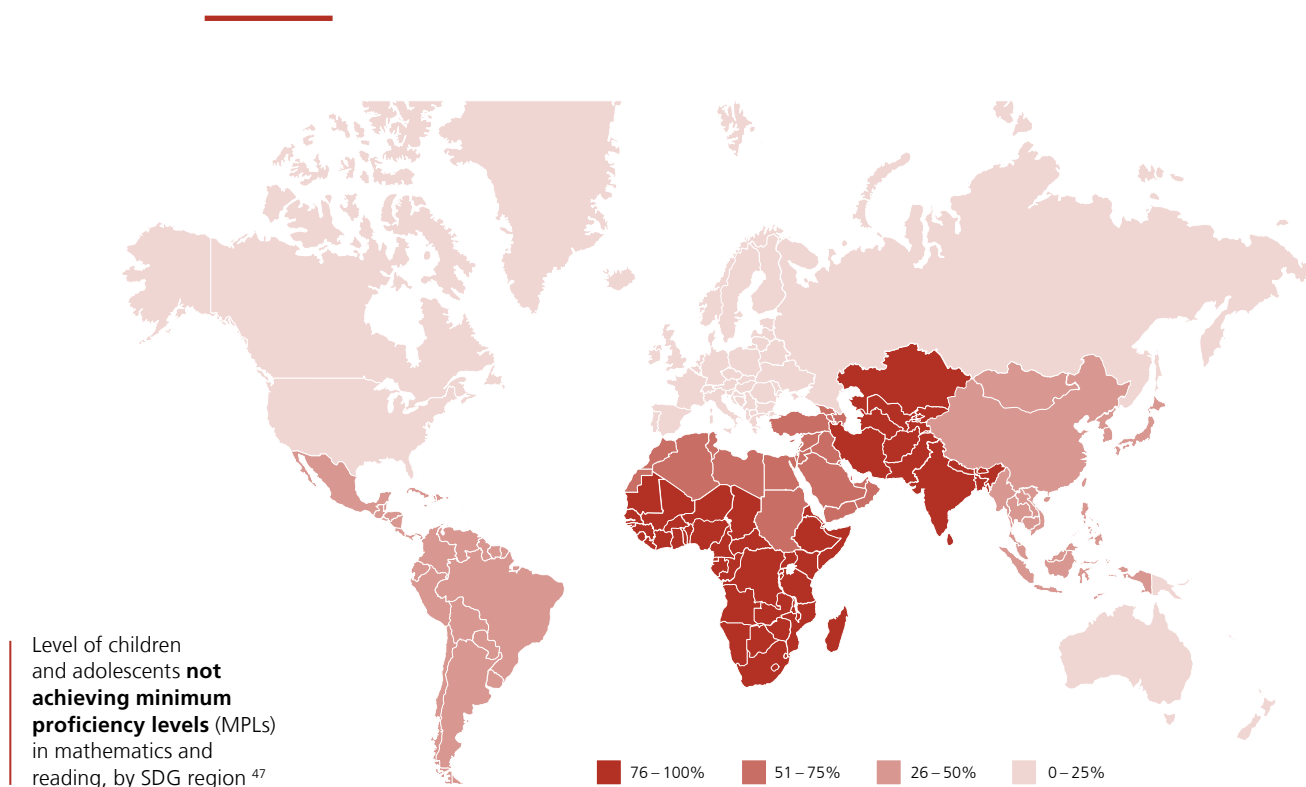 Level of children
and adolescents not
achieving minimum
proficiency levels (MPLs)
in mathematics and
reading, by SDG region 47
76 – 100%
51 – 75%
26 – 50%
0 – 25%